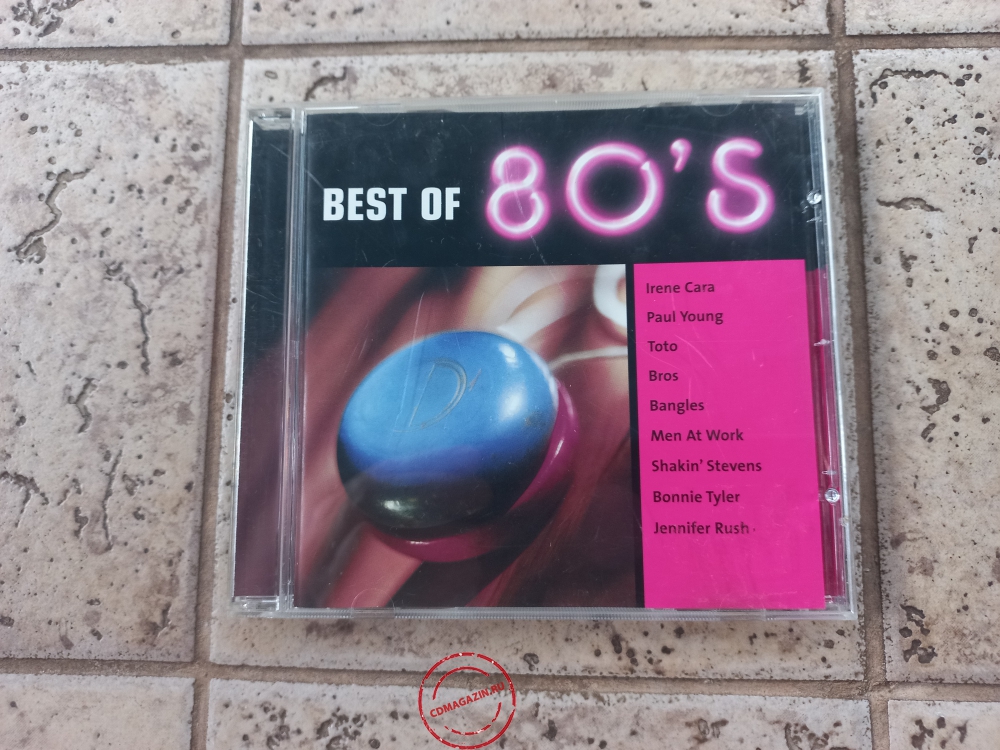 BEST OF 80'S
Irene Cara
Paul Young
Toto
Bros
Bangles
Men At Work
Shakin' Stevens
Bonnie Tyler
Jennifer Rush
D
CDMAGAZIN.RU